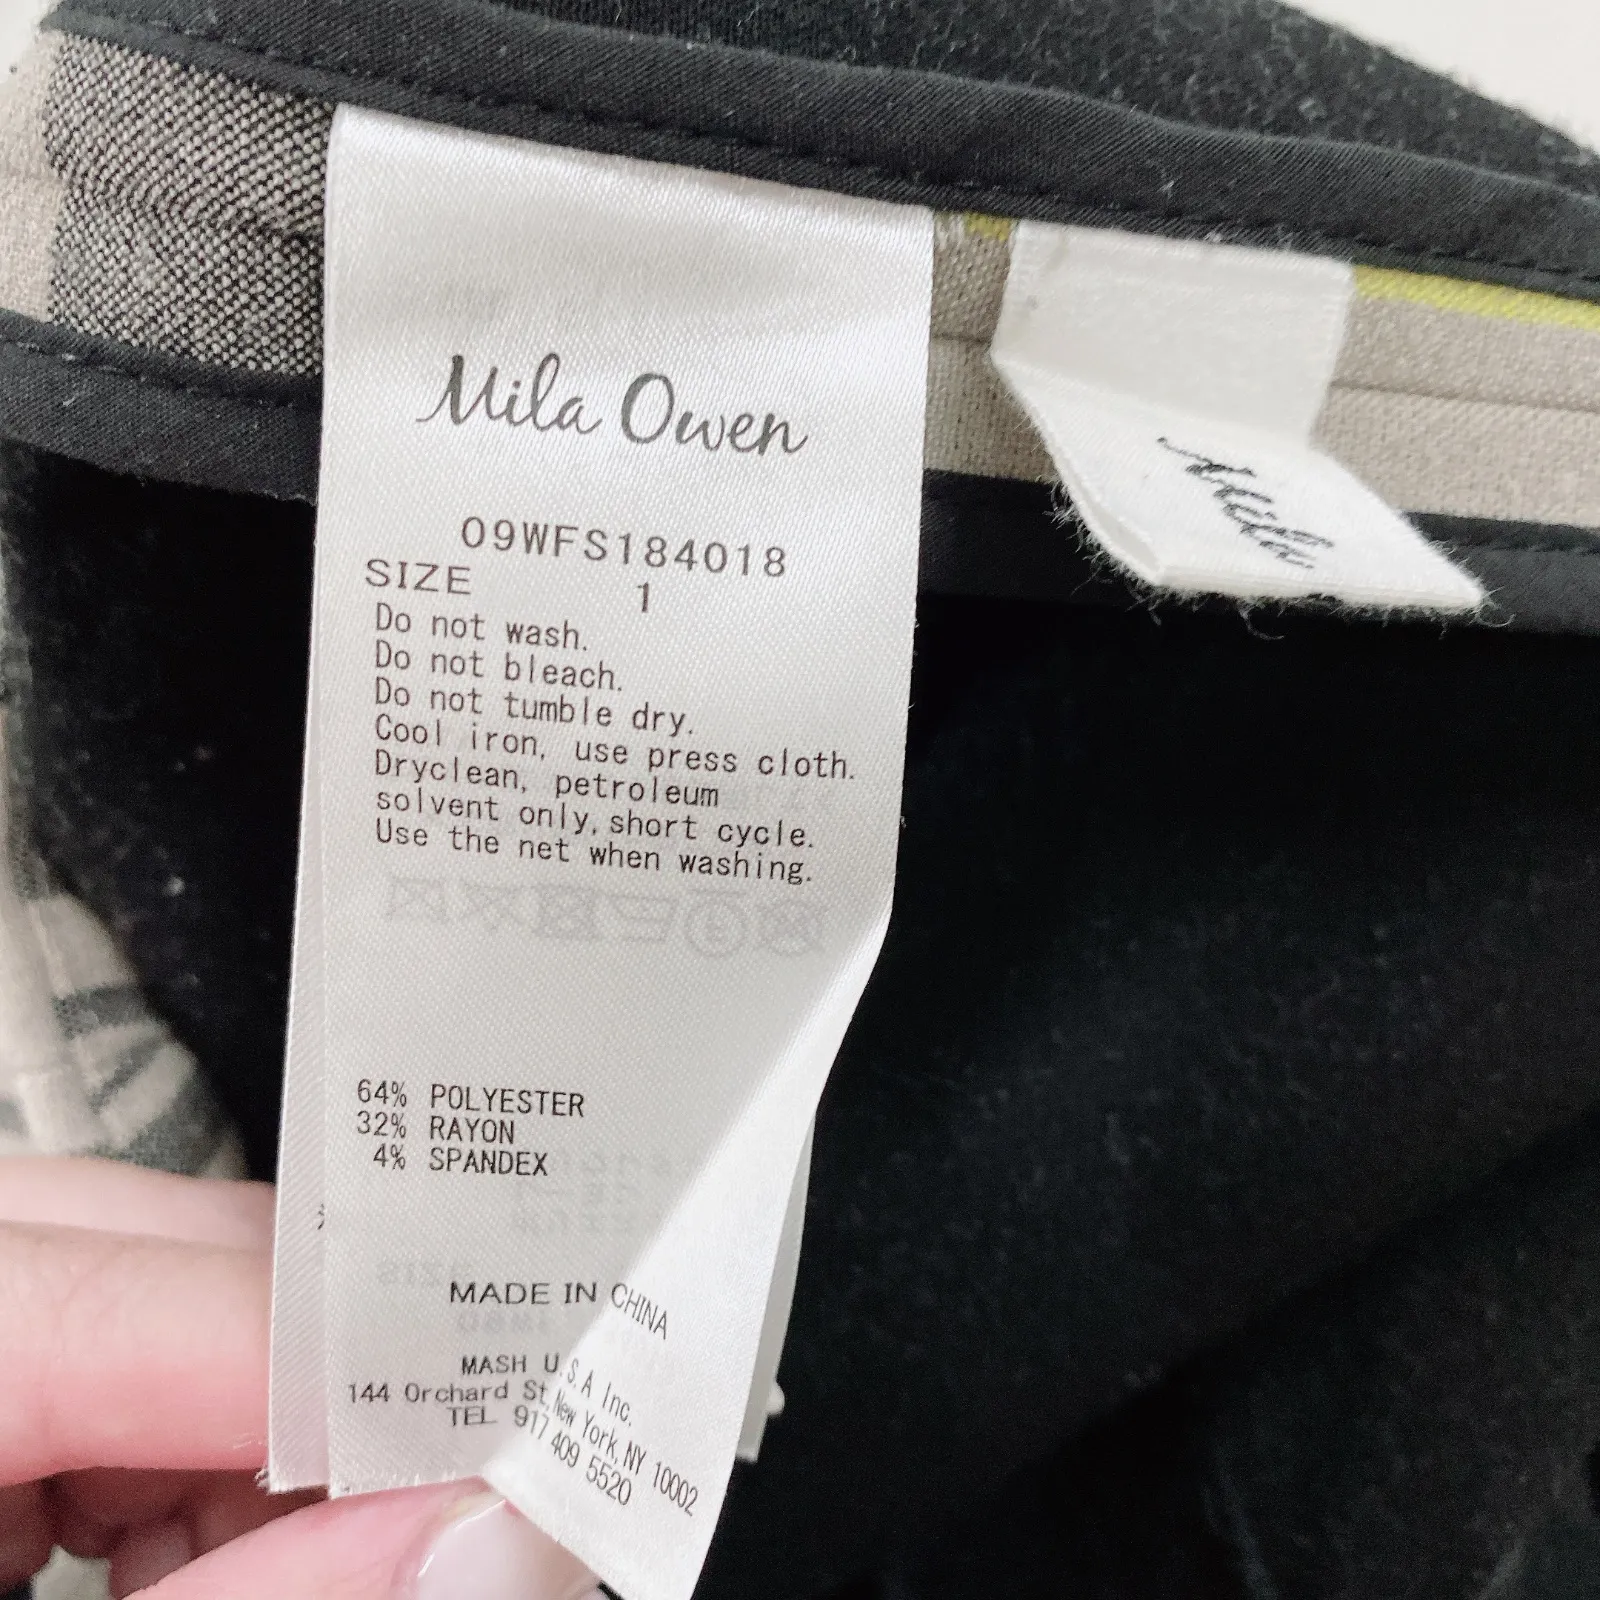 Mila Owen
09WFS184018
SIZE 1
Do not wash.
Do not bleach.
Do not tumble dry.
Cool iron, use press cloth.
Dryclean, petroleum
solvent only,short cycle.
Use the net when washing.
64% POLYESTER
32% RAYON
4% SPANDEX
MADE IN CHINA
MASH U.S.A Inc.
144 Orchard St,New York,NY 10002
TEL 917 409 5520